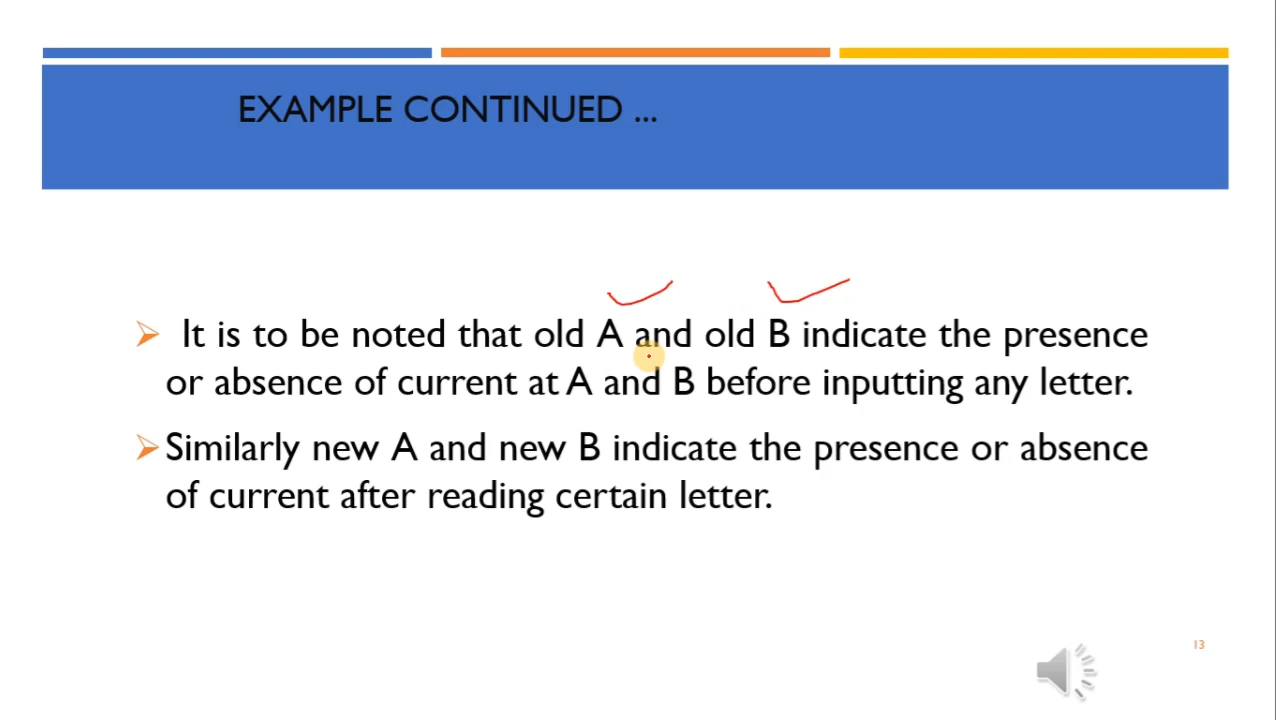 EXAMPLE CONTINUED ...
It is to be noted that old A and old B indicate the presence
or absence of current at A and B before inputting any letter.
Similarly new A and new B indicate the presence or absence
of current after reading certain letter.
13